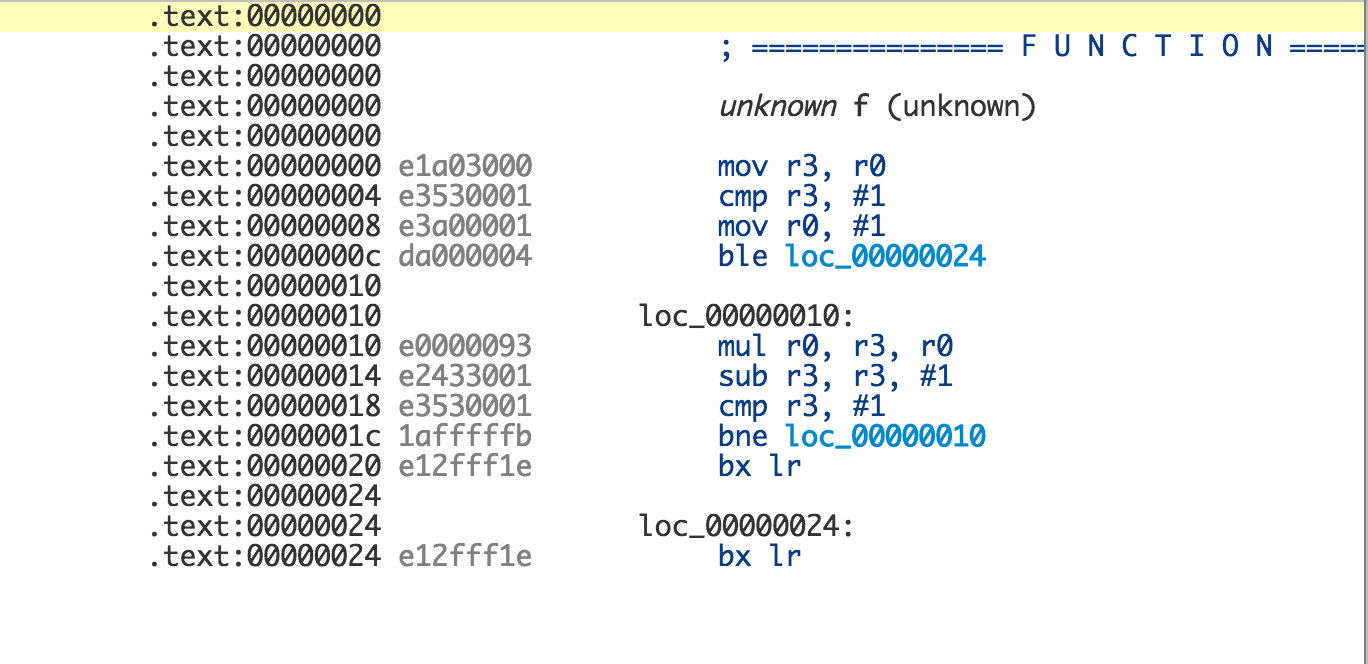 .text:00000000
.text:00000000 ; =============== F U N C T I O N =====
.text:00000000
.text:00000000 unknown f (unknown)
.text:00000000
.text:00000000 e1a03000 mov r3, r0
.text:00000004 e3530001 cmp r3, #1
.text:00000008 e3a00001 mov r0, #1
.text:0000000c da000004 ble loc_00000024
.text:00000010
.text:00000010 loc_00000010:
.text:00000010 e0000093 mul r0, r3, r0
.text:00000014 e2433001 sub r3, r3, #1
.text:00000018 e3530001 cmp r3, #1
.text:0000001c 1afffffb bne loc_00000010
.text:00000020 e12fff1e bx lr
.text:00000024
.text:00000024 loc_00000024:
.text:00000024 e12fff1e bx lr